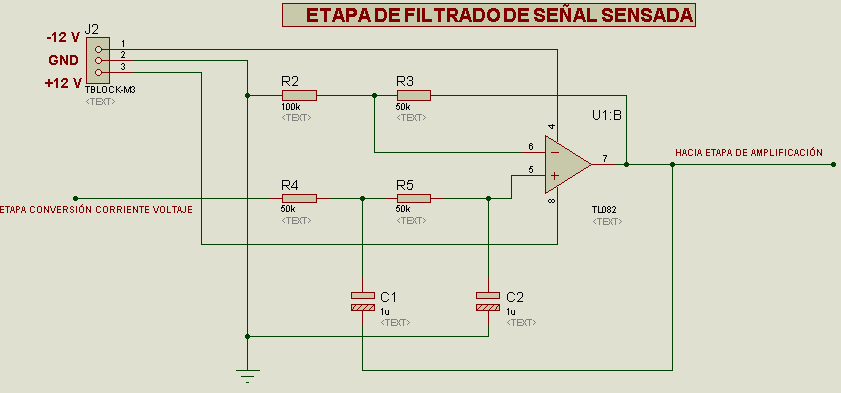 ETAPA DE FILTRADO DE SEÑAL SENSADA
J2
-12 V
GND
+12 V
1
2
3
TBLOCK-M3
<TEXT>
R2
100k
<TEXT>
R3
50k
<TEXT>
U1:B
4
6
5
7
8
TL082
<TEXT>
HACIA ETAPA DE AMPLIFICACIÓN
ETAPA CONVERSIÓN CORRIENTE VOLTAJE
R4
50k
<TEXT>
R5
50k
<TEXT>
C1
1u
<TEXT>
C2
1u
<TEXT>